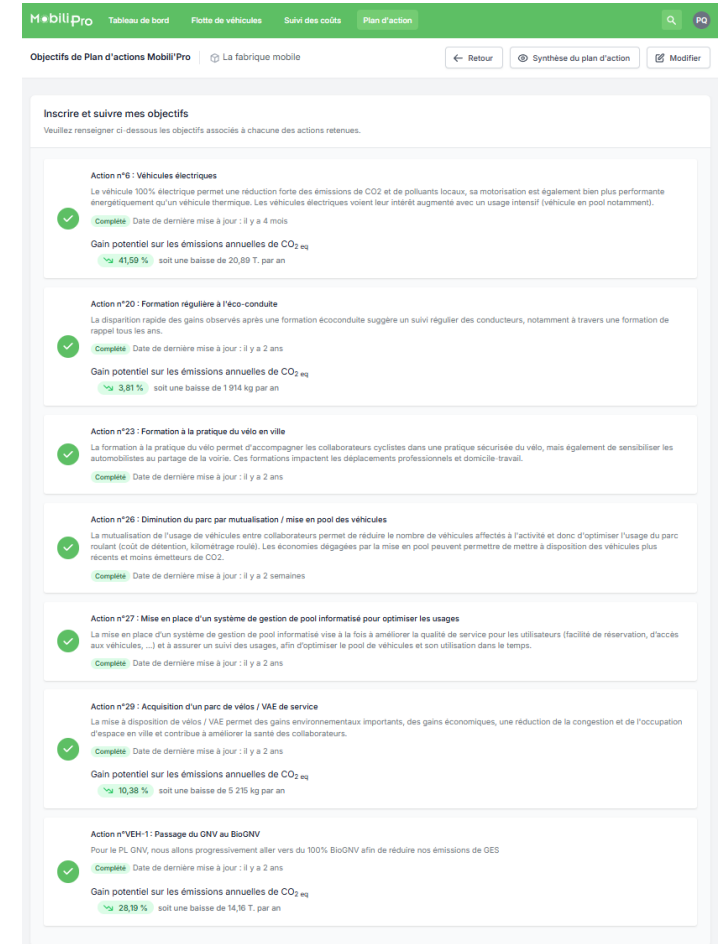 MobiliPro Tableau de bord Flotte de véhicules Suivi des coûts Plan d'action PQ
Objectifs de Plan d'actions Mobili'Pro La fabrique mobile Retour Synthèse du plan d'action Modifier
Inscrire et suivre mes objectifs
Veuillez renseigner ci-dessous les objectifs associés à chacune des actions retenues.
Action n°6 : Véhicules électriques
Le véhicule 100% électrique permet une réduction forte des émissions de CO2 et de polluants locaux, sa motorisation est également bien plus performante
énergétiquement qu'un véhicule thermique. Les véhicules électriques voient leur intérêt augmenté avec un usage intensif (véhicule en pool notamment).
Complété Date de dernière mise à jour : il y a 4 mois
Gain potentiel sur les émissions annuelles de CO2 eq
41,59 % soit une baisse de 20,89 T. par an
Action n°20 : Formation régulière à l'éco-conduite
La disparition rapide des gains observés après une formation écoconduite suggère un suivi régulier des conducteurs, notamment à travers une formation de
rappel tous les ans.
Complété Date de dernière mise à jour : il y a 2 ans
Gain potentiel sur les émissions annuelles de CO2 eq
3,81 % soit une baisse de 1 914 kg par an
Action n°23 : Formation à la pratique du vélo en ville
La formation à la pratique du vélo permet d'accompagner les collaborateurs cyclistes dans une pratique sécurisée du vélo, mais également de sensibiliser les
automobilistes au partage de la voirie. Ces formations impactent les déplacements professionnels et domicile-travail.
Complété Date de dernière mise à jour : il y a 2 ans
Action n°26 : Diminution du parc par mutualisation / mise en pool des véhicules
La mutualisation de l'usage de véhicules entre collaborateurs permet de réduire le nombre de véhicules affectés à l'activité et donc d'optimiser l'usage du parc
roulant (coût de détention, kilométrage roulé). Les économies dégagées par la mise en pool peuvent permettre de mettre à disposition des véhicules plus
récents et moins émetteurs de CO2.
Complété Date de dernière mise à jour : il y a 2 semaines
Action n°27 : Mise en place d'un système de gestion de pool informatisé pour optimiser les usages
La mise en place d'un système de gestion de pool informatisé vise à la fois à améliorer la qualité de service pour les utilisateurs (facilité de réservation, d'accès
aux véhicules, ...) et à assurer un suivi des usages, afin d'optimiser le pool de véhicules et son utilisation dans le temps.
Complété Date de dernière mise à jour : il y a 2 ans
Action n°29 : Acquisition d'un parc de vélos / VAE de service
La mise à disposition de vélos / VAE permet des gains environnementaux importants, des gains économiques, une réduction de la congestion et de l'occupation
d'espace en ville et contribue à améliorer la santé des collaborateurs.
Complété Date de dernière mise à jour : il y a 2 ans
Gain potentiel sur les émissions annuelles de CO2 eq
10,38 % soit une baisse de 5 215 kg par an
Action n°VEH-1 : Passage du GNV au BioGNV
Pour le PL GNV, nous allons progressivement aller vers du 100% BioGNV afin de réduire nos émissions de GES
Complété Date de dernière mise à jour : il y a 2 ans
Gain potentiel sur les émissions annuelles de CO2 eq
28,19 % soit une baisse de 14,16 T. par an